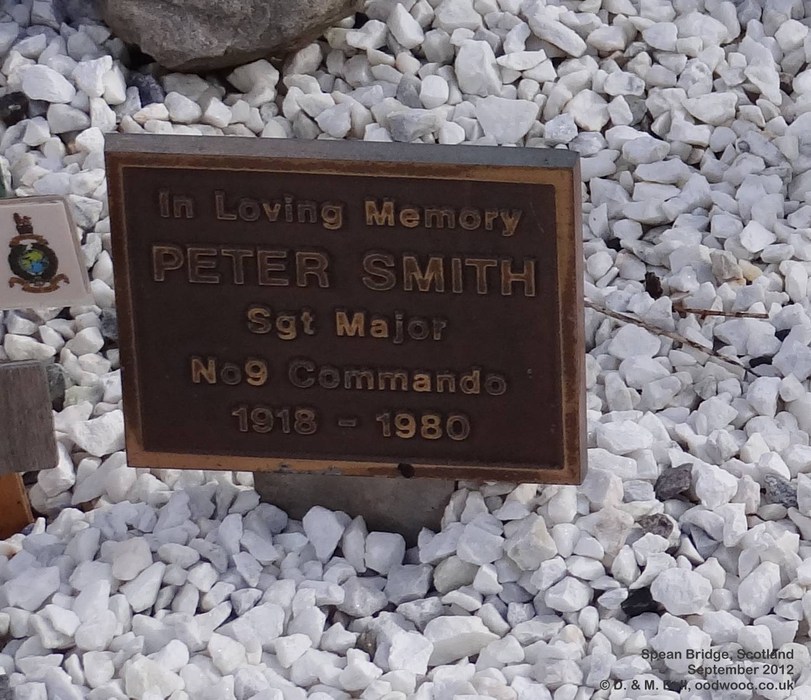 In Loving Memory
PETER SMITH
Sgt Major
No9 Commando
1918 - 1980
Spean Bridge, Scotland
September 2012
© D. & M. Ball, oodwooc.co.uk